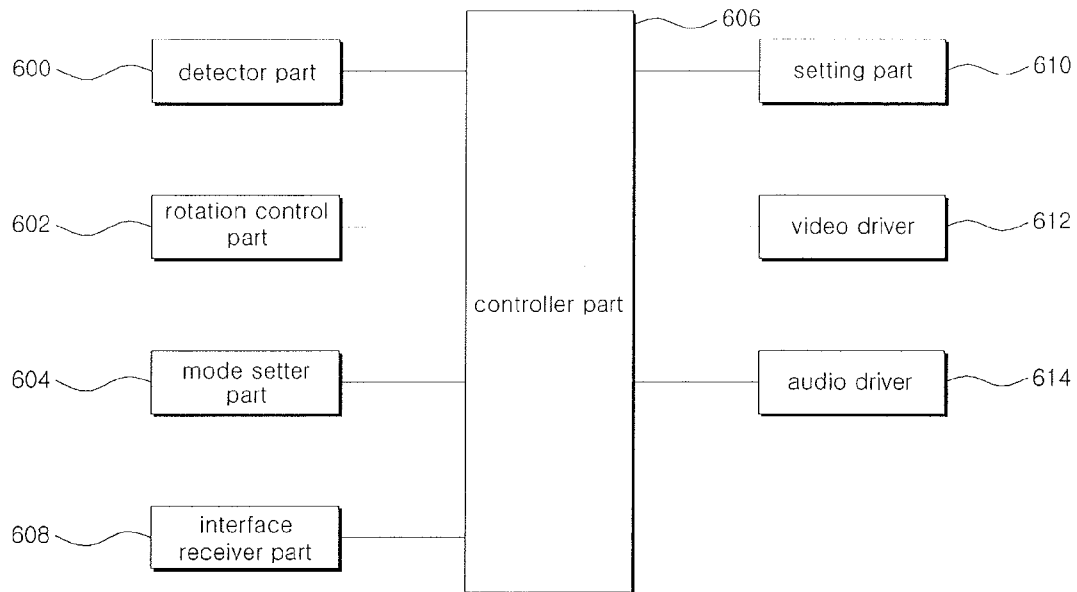 606
600
detector part
setting part
610
602
rotation control
part
video driver
612
controller part
604
mode setter
part
audio driver
614
608
interface
receiver part